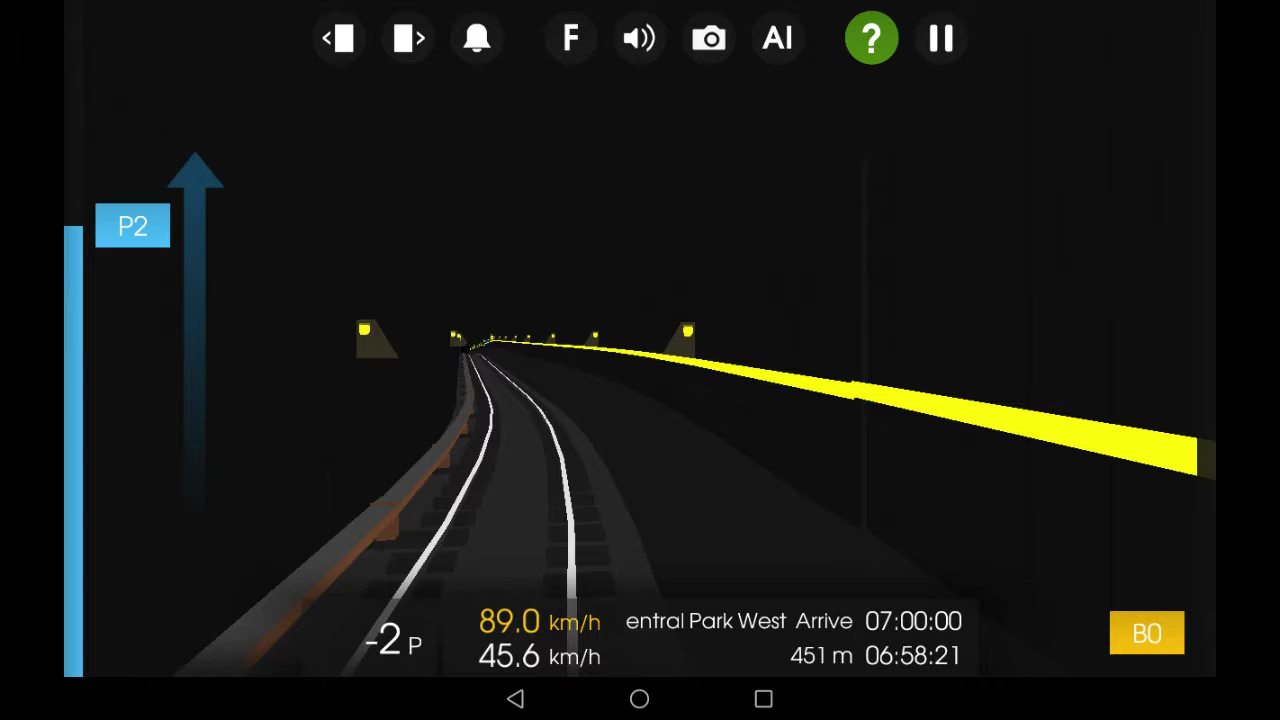 F AI ?
P2
89.0 km/h entral Park West Arrive 07:00:00
-2 P 45.6 km/h 451 m 06:58:21
B0